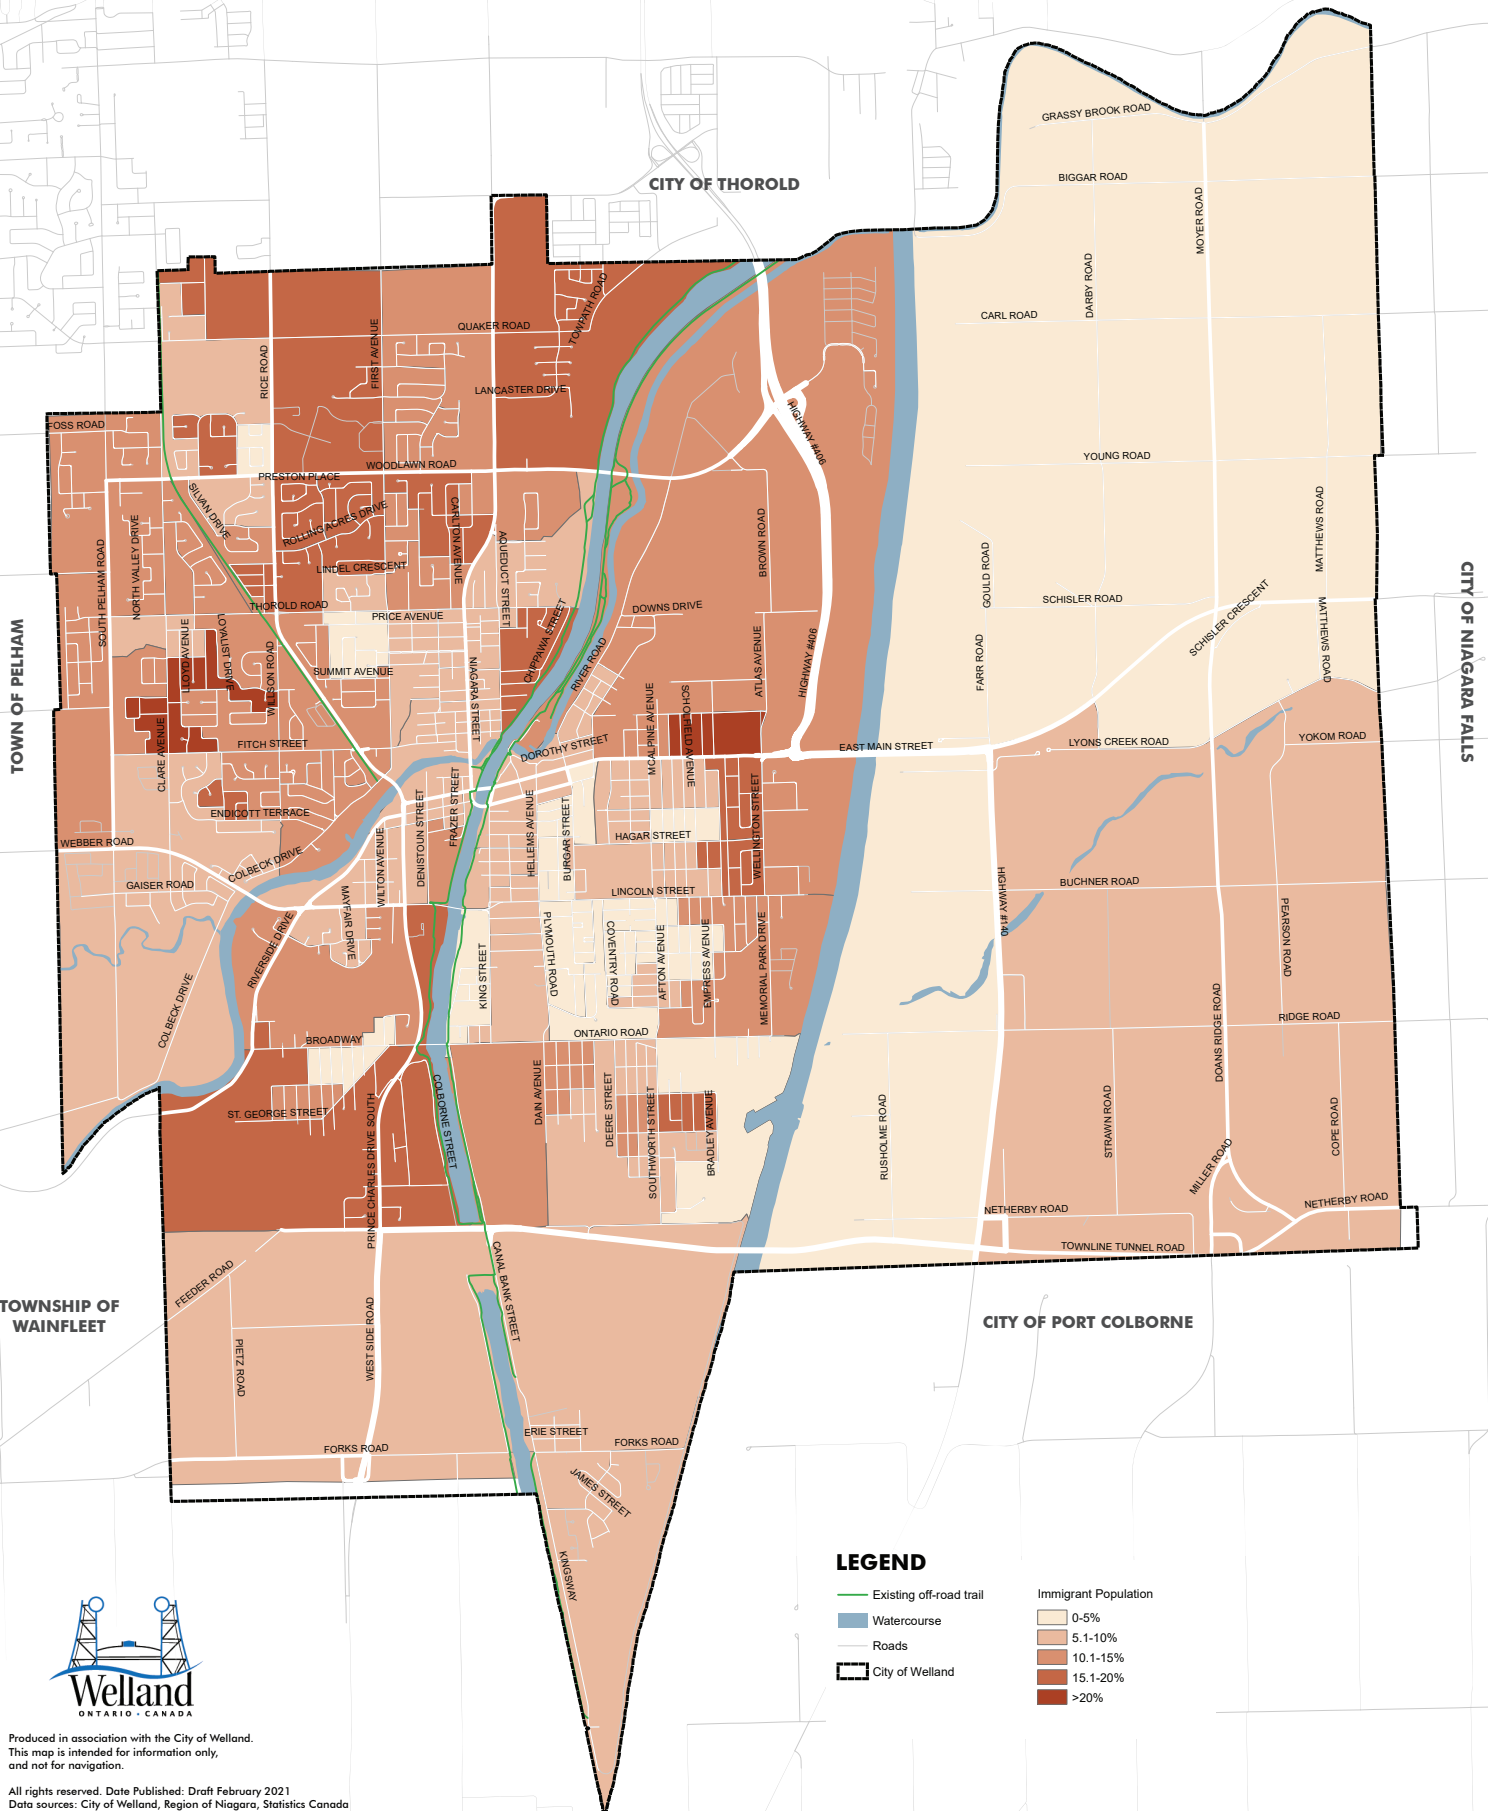 CITY OF THOROLD
GRASSY BROOK ROAD
BIGGAR ROAD
MOYER ROAD
DARBY ROAD
CARL ROAD
TOWPATH ROAD
QUAKER ROAD
FIRST AVENUE
RICE ROAD
LANCASTER DRIVE
HIGHWAY #406
FOSS ROAD
WOODLAWN ROAD
PRESTON PLACE
YOUNG ROAD
SILVAN DRIVE
ROLLING ACRES DRIVE
CARLTON AVENUE
AQUEDUCT STREET
BROWN ROAD
MATTHEWS ROAD
NORTH VALLEY DRIVE
SOUTH PELHAM ROAD
LINDEL CRESCENT
GOULD ROAD
THOROLD ROAD
PRICE AVENUE
DOWNS DRIVE
SCHISLER ROAD
SCHISLER CRESCENT
MATTHEWS ROAD
CITY OF NIAGARA FALLS
TOWN OF PELHAM
LLOYD AVENUE
LOYALIST DRIVE
WILLSON ROAD
SUMMIT AVENUE
NIAGARA STREET
CHIPPAWA STREET
RIVER ROAD
ATLAS AVENUE
HIGHWAY #406
FARR ROAD
MCALPINE AVENUE
SCHOLFIELD AVENUE
CLARE AVENUE
FITCH STREET
DOROTHY STREET
EAST MAIN STREET
LYONS CREEK ROAD
YOKOM ROAD
ENDICOTT TERRACE
DENISTOUN STREET
FRAZER STREET
HELLEMS AVENUE
BURGAR STREET
HAGAR STREET
WELLINGTON STREET
WEBBER ROAD
COLBECK DRIVE
WILTON AVENUE
GAISER ROAD
MAYFAIR DRIVE
LINCOLN STREET
BUCHNER ROAD
HIGHWAY #140
PEARSON ROAD
RIVERSIDE DRIVE
COLBECK DRIVE
KING STREET
PLYMOUTH ROAD
COVENTRY ROAD
AFTON AVENUE
EMPRESS AVENUE
MEMORIAL PARK DRIVE
DOANS RIDGE ROAD
RIDGE ROAD
BROADWAY
ONTARIO ROAD
ST. GEORGE STREET
PRINCE CHARLES DRIVE SOUTH
COLBORNE STREET
DAIN AVENUE
DEERE STREET
SOUTHWORTH STREET
BRADLEY AVENUE
RUSHOLME ROAD
STRAWN ROAD
MILLER ROAD
COPE ROAD
NETHERBY ROAD
NETHERBY ROAD
TOWNLINE TUNNEL ROAD
FEEDER ROAD
CANAL BANK STREET
TOWNSHIP OF
WAINFLEET
CITY OF PORT COLBORNE
PIETZ ROAD
WEST SIDE ROAD
ERIE STREET
FORKS ROAD
FORKS ROAD
JAMES STREET
KINGSWAY
LEGEND
Existing off-road trail
Watercourse
Roads
City of Welland
Immigrant Population
0-5%
5.1-10%
10.1-15%
15.1-20%
>20%
Welland
ONTARIO • CANADA
Produced in association with the City of Welland.
This map is intended for information only,
and not for navigation.
All rights reserved. Date Published: Draft February 2021
Data sources: City of Welland, Region of Niagara, Statistics Canada